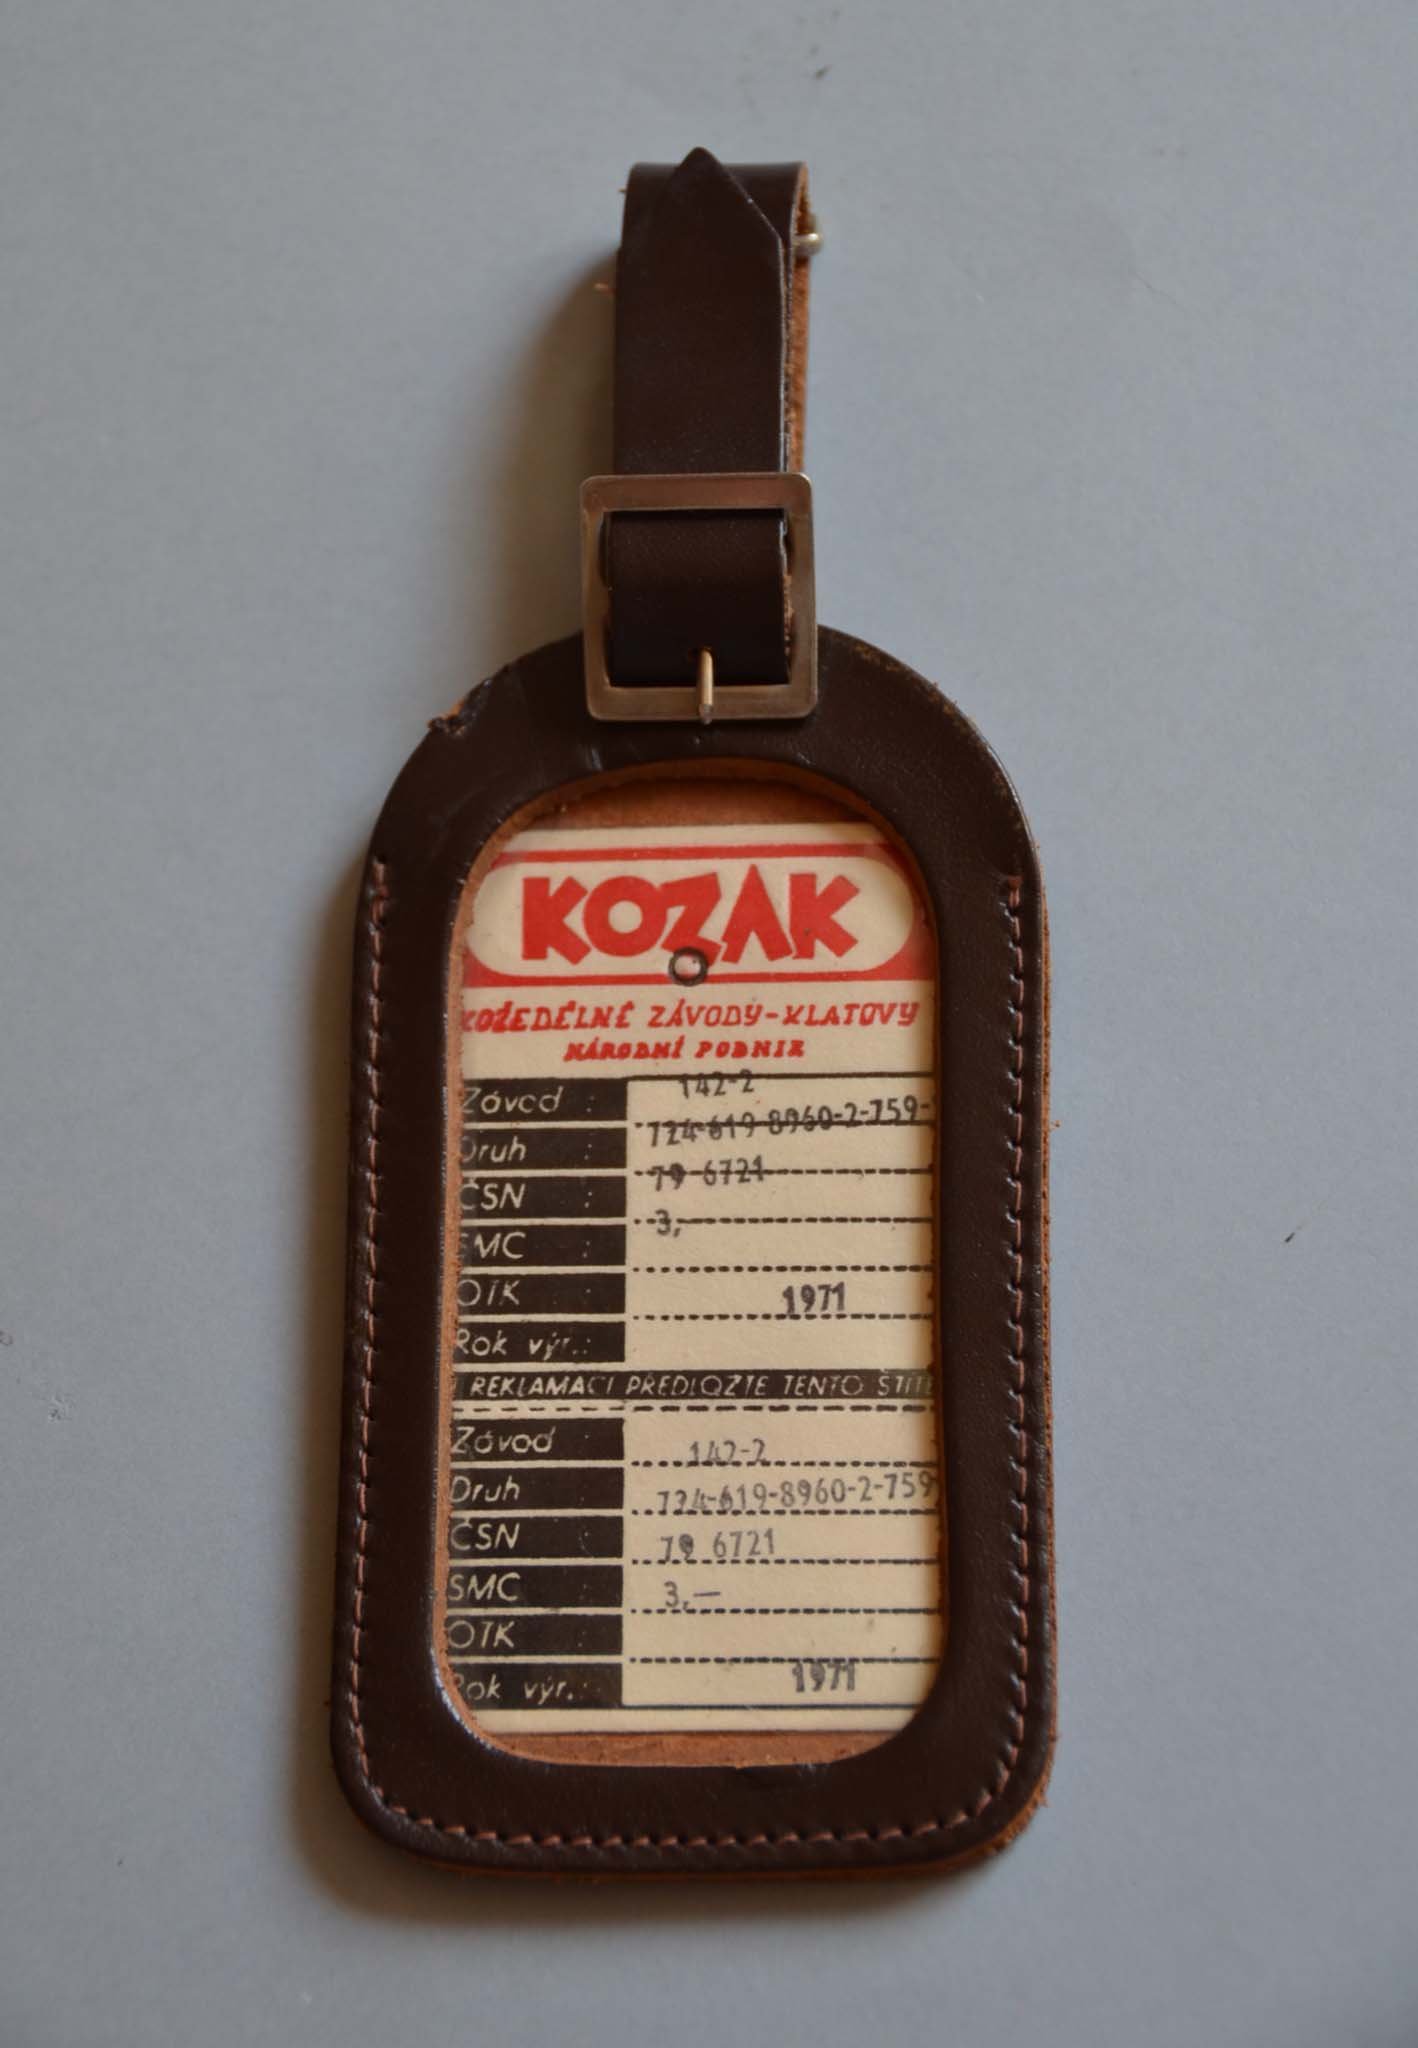 KOZAK
KOŽEDĚLNÉ ZÁVODY-KLATOVY
NÁRODNÍ PODNIK
Závod : 142-2
Druh : 724-619-8960-2-759-
ČSN : 79 6721
SMC : 3,-
OTK :
Rok výr.: 1971
REKLAMACI PŘEDLOŽTE TENTO ŠTÍTE
Závod : 142-2
Druh : 724-619-8960-2-759
ČSN : 79 6721
SMC : 3,—
OTK :
Rok výr.: 1971